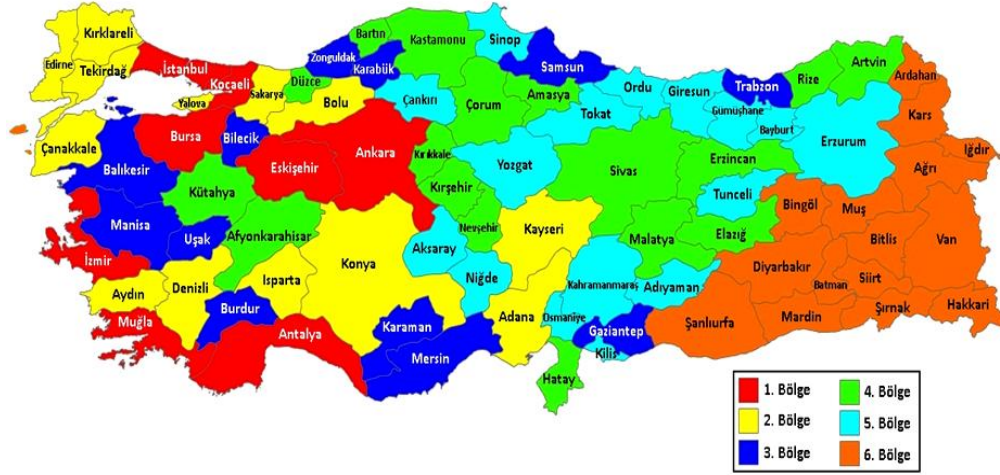 Kırklareli
Edirne
Tekirdağ
İstanbul
Kocaeli
Yalova
Sakarya
Düzce
Bolu
Zonguldak
Bartın
Karabük
Kastamonu
Sinop
Çankırı
Çorum
Samsun
Amasya
Tokat
Ordu
Giresun
Gümüşhane
Trabzon
Bayburt
Rize
Artvin
Ardahan
Kars
Iğdır
Ağrı
Erzurum
Erzincan
Çanakkale
Balıkesir
Bursa
Bilecik
Eskişehir
Ankara
Kırıkkale
Kırşehir
Yozgat
Sivas
Tunceli
Bingöl
Muş
Bitlis
Van
Kütahya
Manisa
Uşak
Afyonkarahisar
İzmir
Aydın
Denizli
Isparta
Burdur
Muğla
Antalya
Konya
Aksaray
Nevşehir
Niğde
Kayseri
Karaman
Mersin
Adana
Osmaniye
Kahramanmaraş
Malatya
Elazığ
Adıyaman
Gaziantep
Kilis
Hatay
Şanlıurfa
Diyarbakır
Batman
Mardin
Siirt
Şırnak
Hakkari
1. Bölge
2. Bölge
3. Bölge
4. Bölge
5. Bölge
6. Bölge